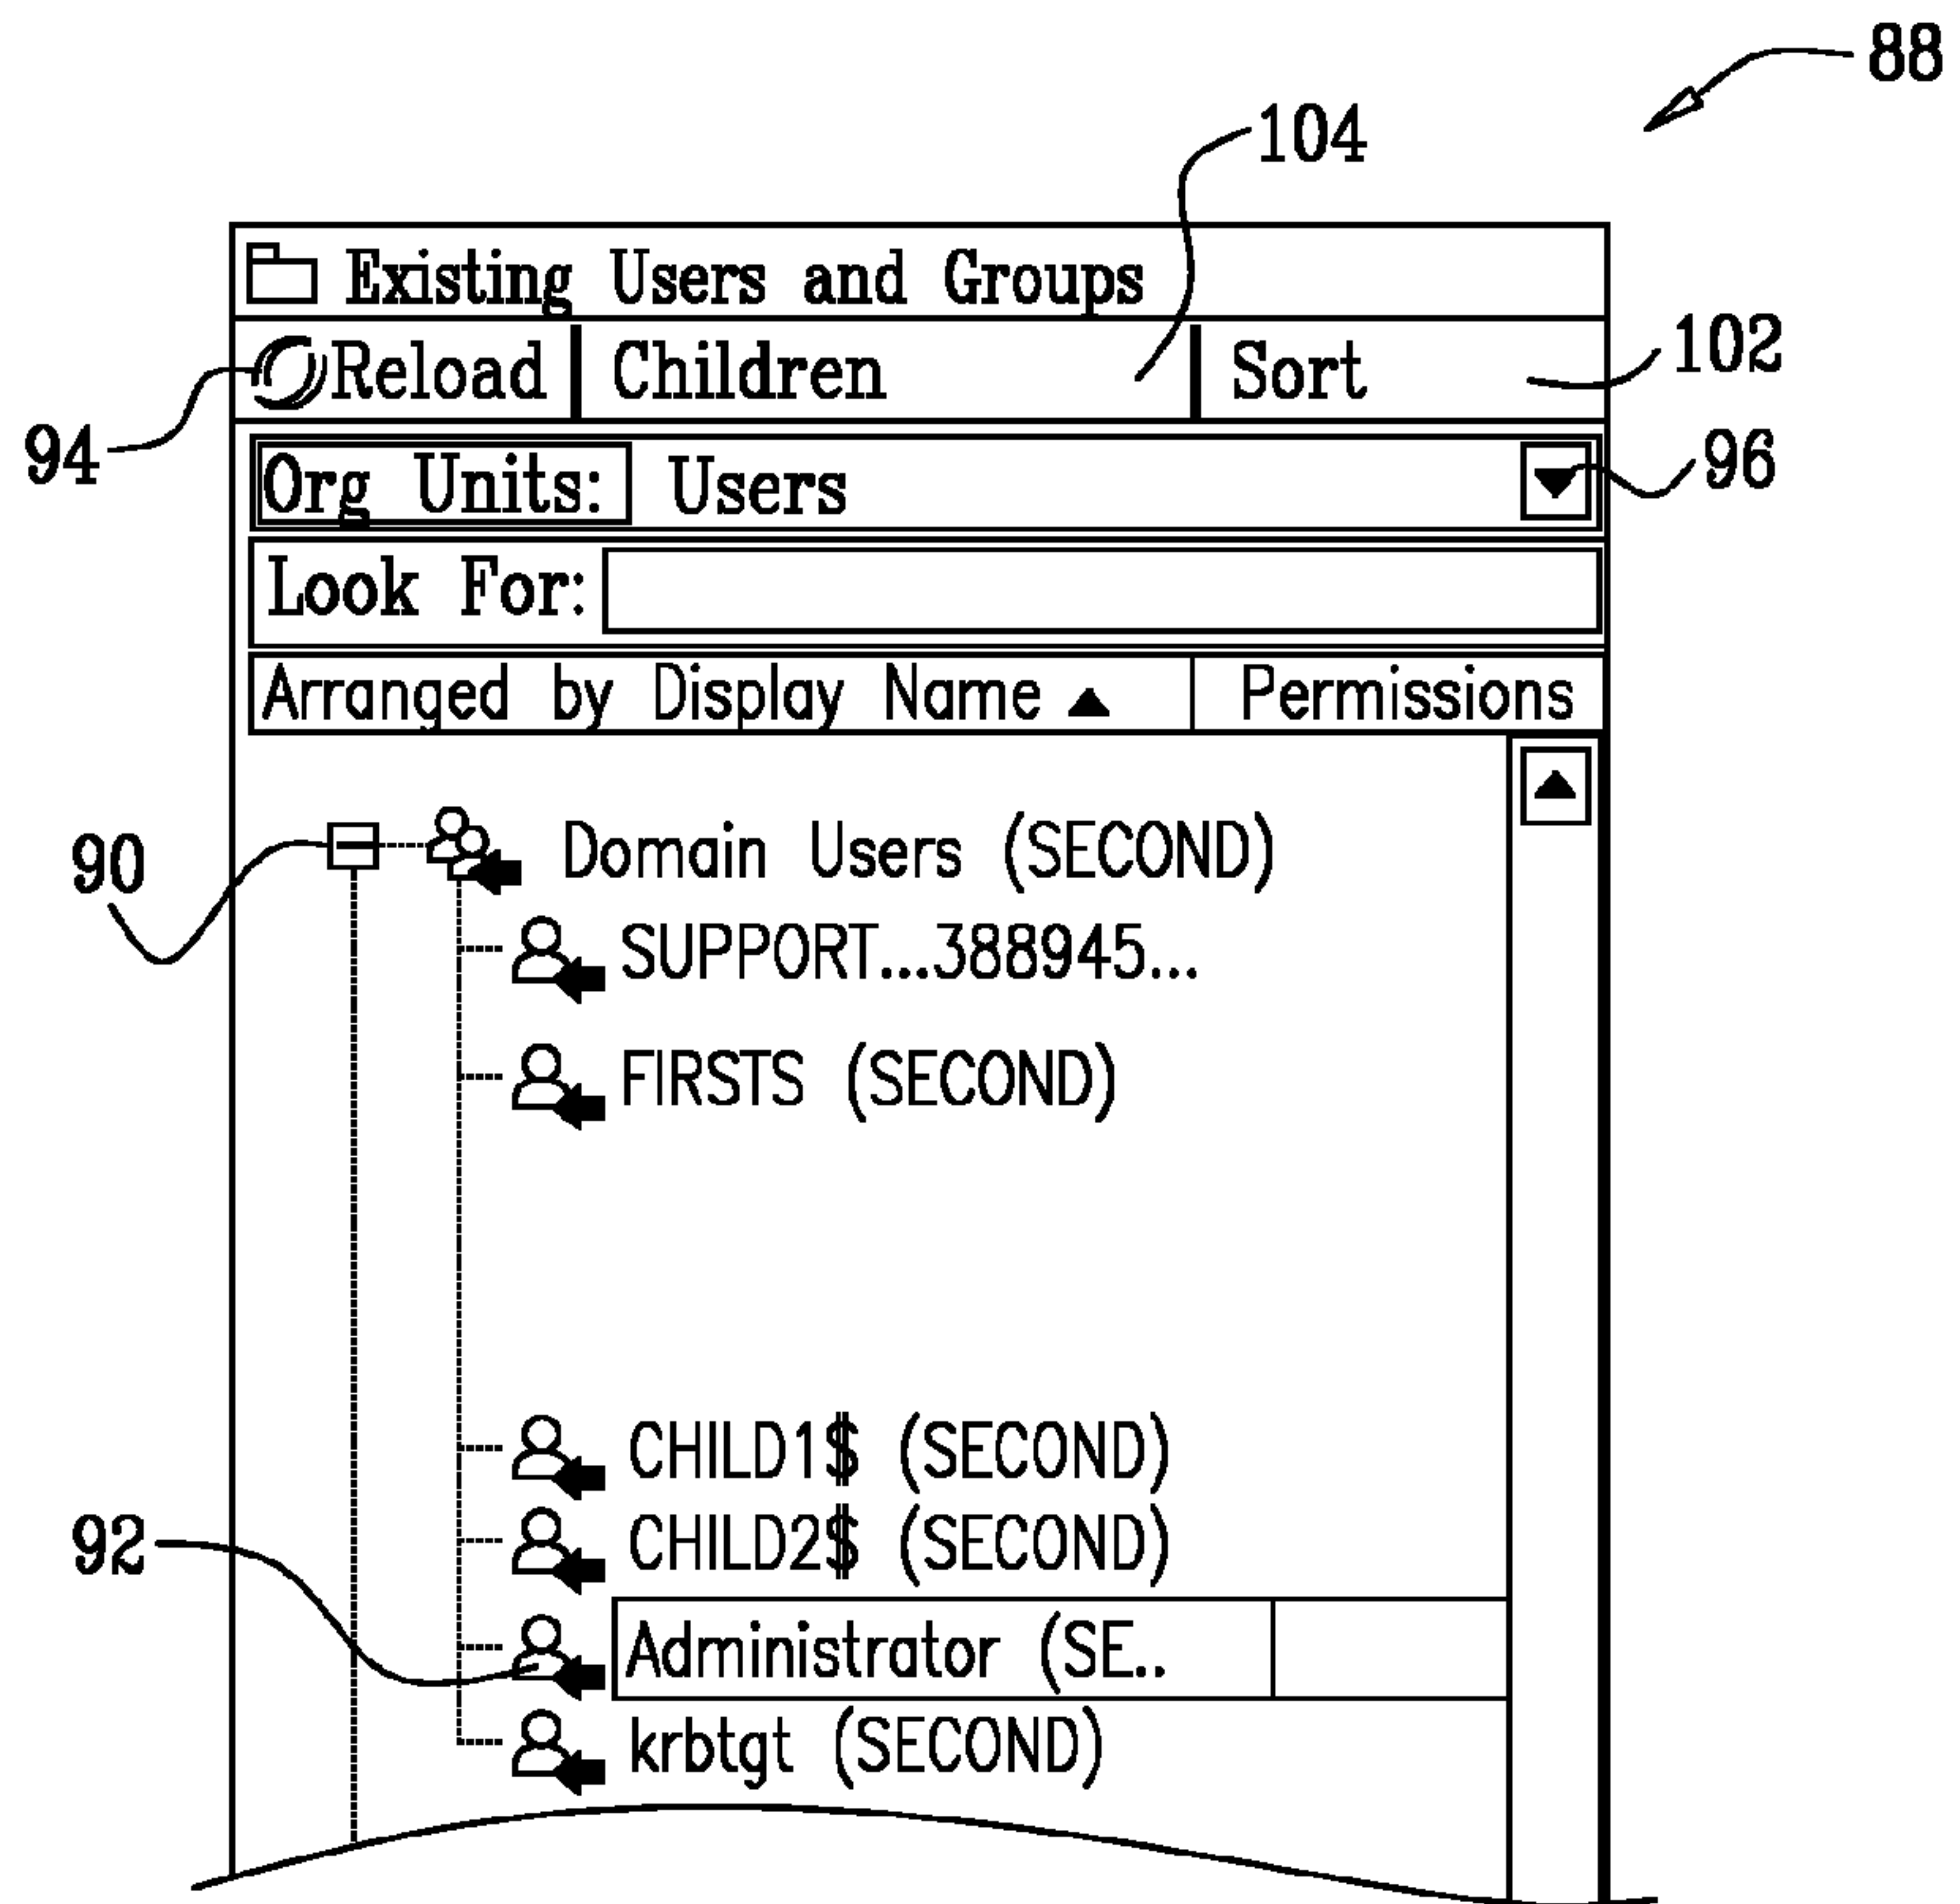 88
104
Existing Users and Groups
Reload Children Sort
102
94
Org Units: Users
96
Look For:
Arranged by Display Name Permissions
90
Domain Users (SECOND)
SUPPORT...388945...
FIRSTS (SECOND)
CHILD1$ (SECOND)
92
CHILD2$ (SECOND)
Administrator (SE..
krbtgt (SECOND)